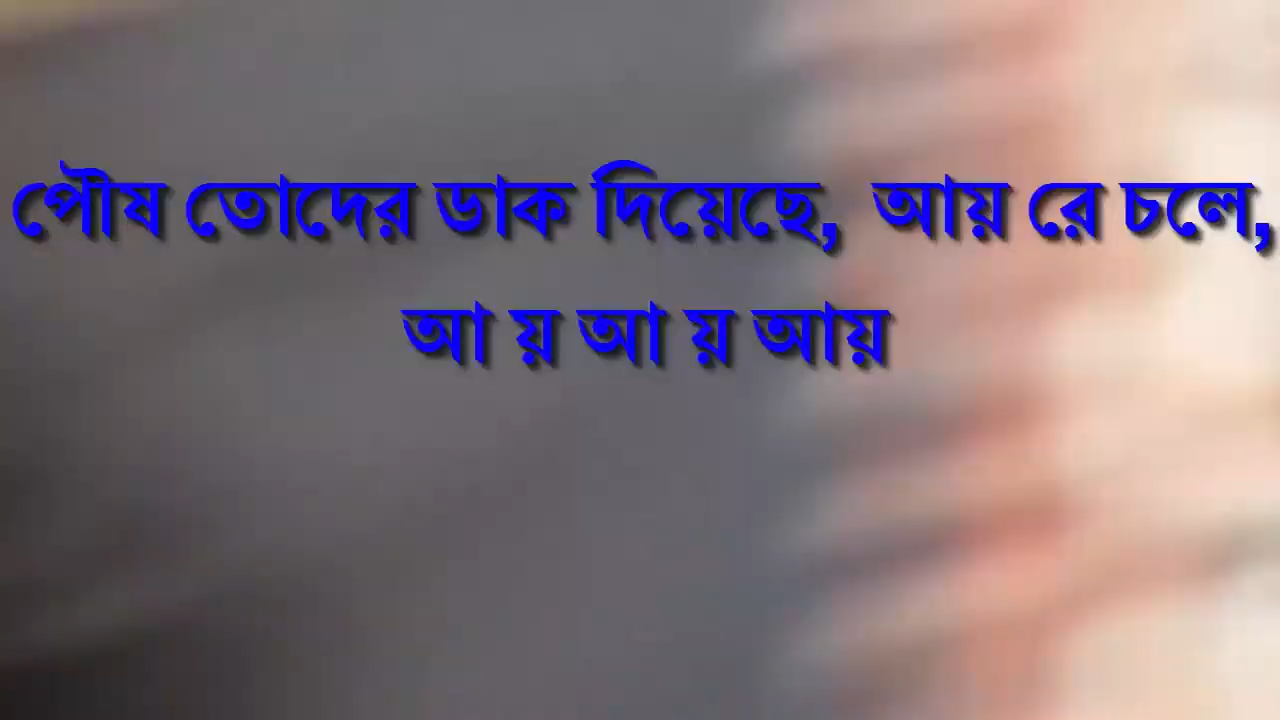 পৌষ তোদের ডাক দিয়েছে, আয় রে চলে,
আ য় আ য় আয়